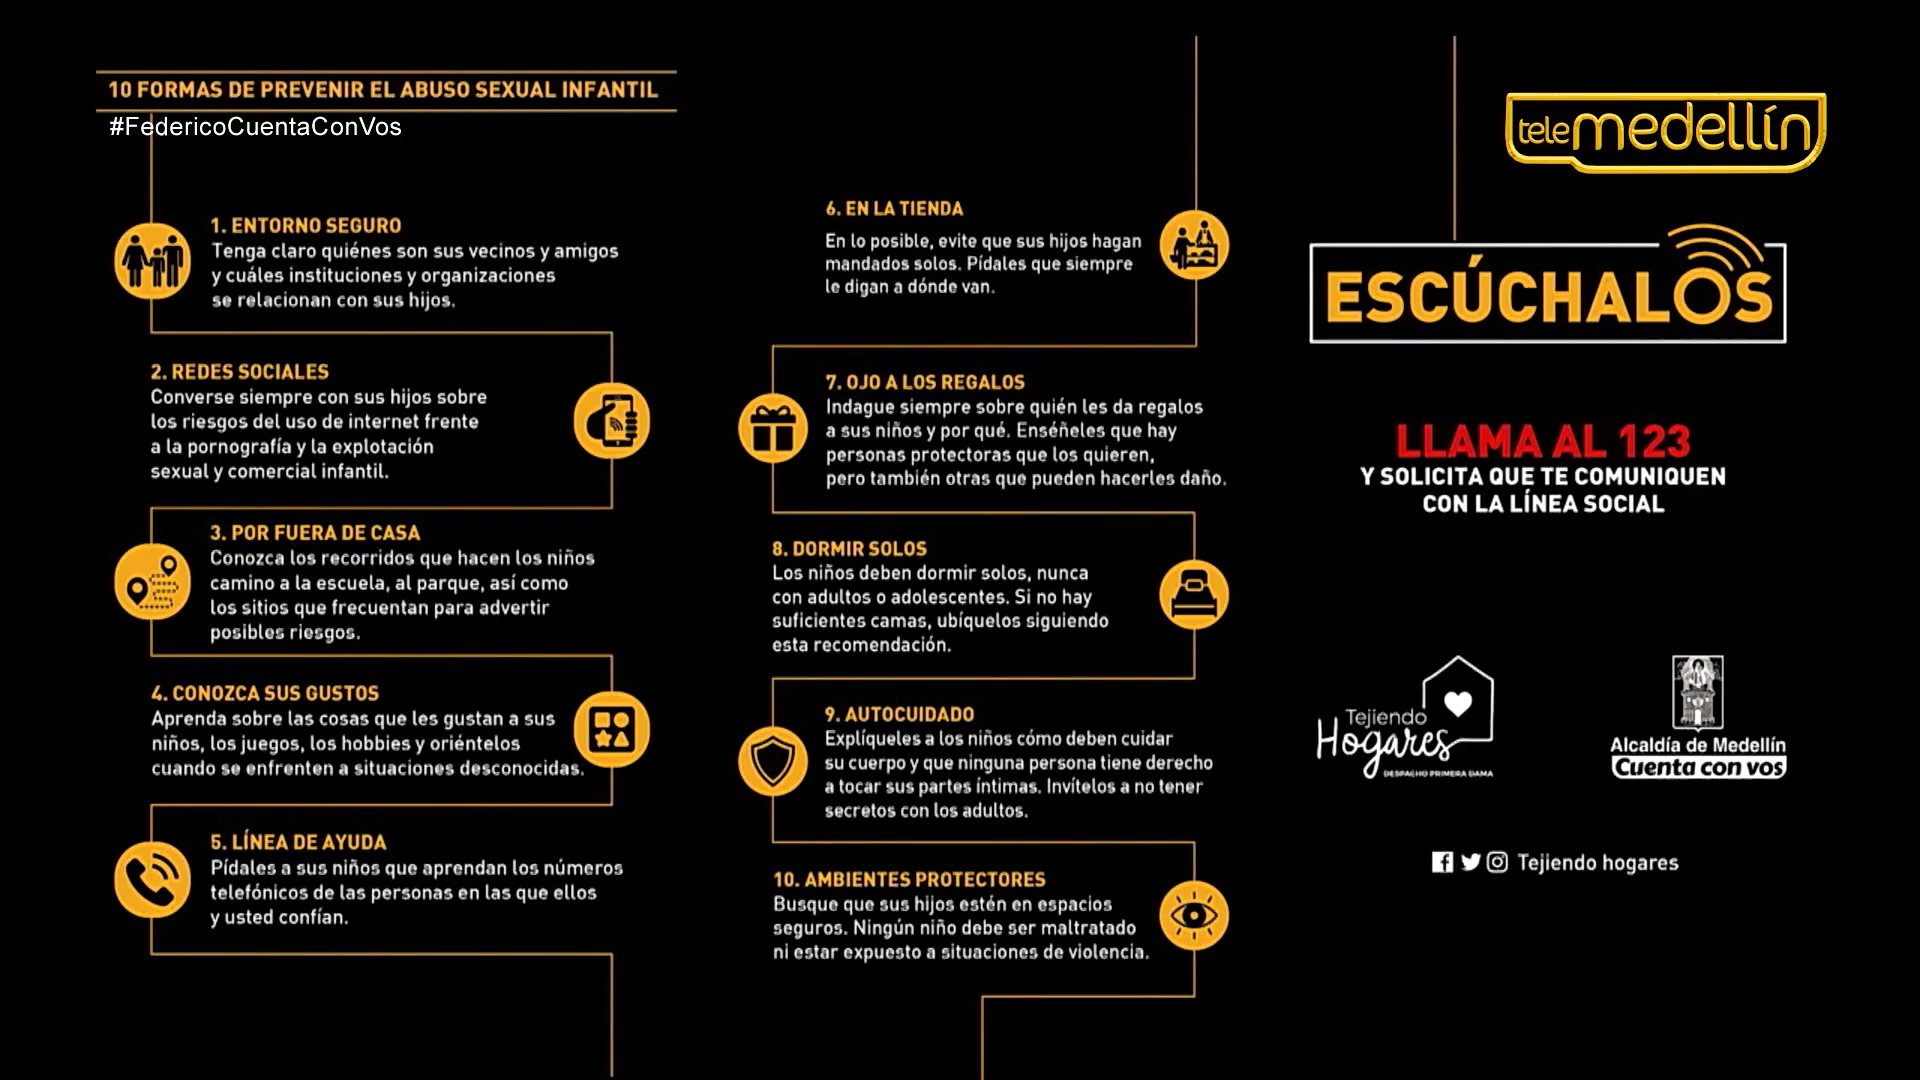 10 FORMAS DE PREVENIR EL ABUSO SEXUAL INFANTIL
#FedericoCuentaConVos
1. ENTORNO SEGURO
Tenga claro quiénes son sus vecinos y amigos
y cuáles instituciones y organizaciones
se relacionan con sus hijos.
2. REDES SOCIALES
Converse siempre con sus hijos sobre
los riesgos del uso de internet frente
a la pornografía y la explotación
sexual y comercial infantil.
3. POR FUERA DE CASA
Conozca los recorridos que hacen los niños
camino a la escuela, al parque, así como
los sitios que frecuentan para advertir
posibles riesgos.
4. CONOZCA SUS GUSTOS
Aprenda sobre las cosas que les gustan a sus
niños, los juegos, los hobbies y oriéntelos
cuando se enfrenten a situaciones desconocidas.
5. LÍNEA DE AYUDA
Pídales a sus niños que aprendan los números
telefónicos de las personas en las que ellos
y usted confían.
6. EN LA TIENDA
En lo posible, evite que sus hijos hagan
mandados solos. Pídales que siempre
le digan a dónde van.
7. OJO A LOS REGALOS
Indague siempre sobre quién les da regalos
a sus niños y por qué. Enséñeles que hay
personas protectoras que los quieren,
pero también otras que pueden hacerles daño.
8. DORMIR SOLOS
Los niños deben dormir solos, nunca
con adultos o adolescentes. Si no hay
suficientes camas, ubíquelos siguiendo
esta recomendación.
9. AUTOCUIDADO
Explíqueles a los niños cómo deben cuidar
su cuerpo y que ninguna persona tiene derecho
a tocar sus partes íntimas. Invítelos a no tener
secretos con los adultos.
10. AMBIENTES PROTECTORES
Busque que sus hijos estén en espacios
seguros. Ningún niño debe ser maltratado
ni estar expuesto a situaciones de violencia.
telemedellín
ESCÚCHALOS
LLAMA AL 123
Y SOLICITA QUE TE COMUNIQUEN
CON LA LÍNEA SOCIAL
Tejiendo
Hogares
DESPACHO PRIMERA DAMA
Alcaldía de Medellín
Cuenta con vos
Tejiendo hogares